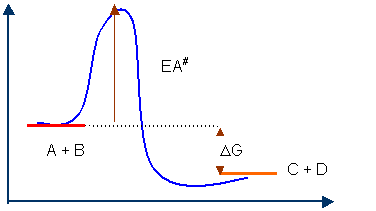 EA#
A + B
ΔG
C + D